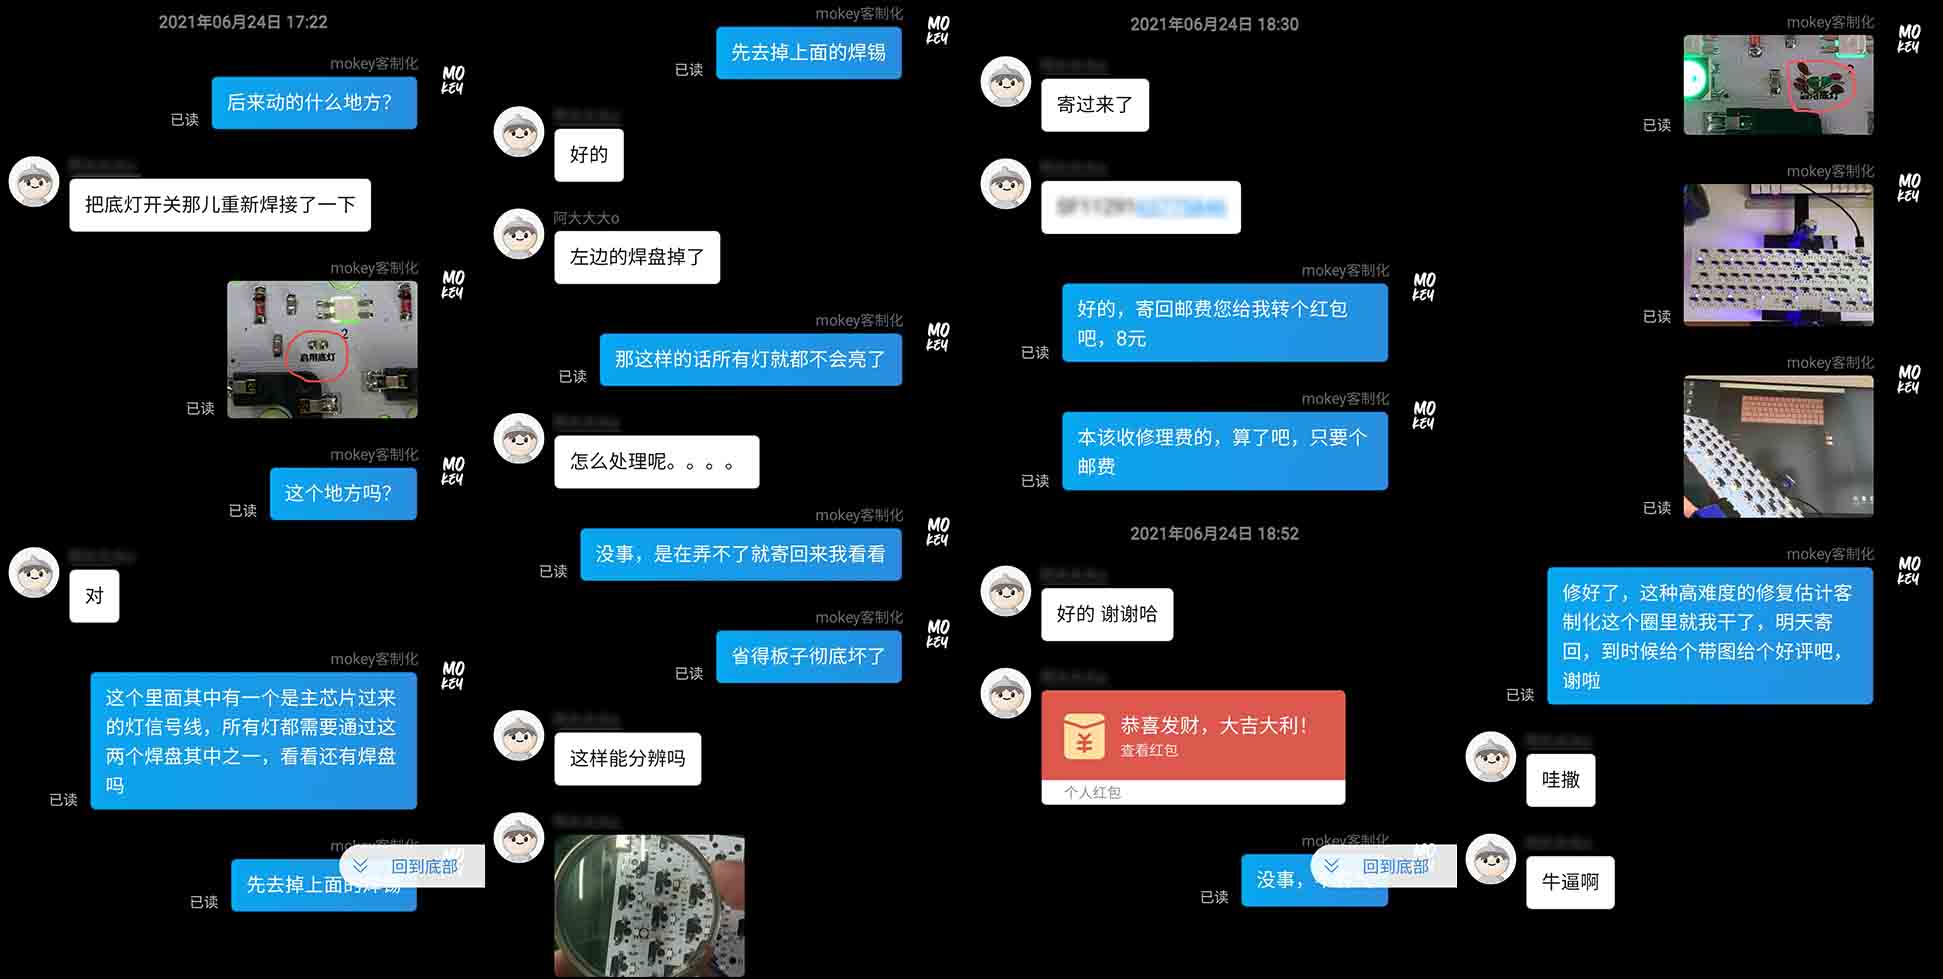 2021年06月24日 17:22
mokey客制化
MO
KEY
后来动的什么地方?
已读
把底灯开关那儿重新焊接了一下
mokey客制化
MO
KEY
2
启用底灯
已读
mokey客制化
MO
KEY
这个地方吗?
已读
对
mokey客制化
MO
KEY
这个里面其中有一个是主芯片过来
的灯信号线，所有灯都需要通过这
两个焊盘其中之一，看看还有焊盘
吗
已读
mokey客制化
先去掉上面的焊锡
回到底部
已读
mokey客制化
MO
KEY
先去掉上面的焊锡
已读
好的
阿大大大o
左边的焊盘掉了
mokey客制化
MO
KEY
那这样的话所有灯就都不会亮了
已读
怎么处理呢。。。。
mokey客制化
MO
KEY
没事，是在弄不了就寄回来我看看
已读
mokey客制化
MO
KEY
省得板子彻底坏了
已读
这样能分辨吗
2021年06月24日 18:30
寄过来了
mokey客制化
MO
KEY
好的，寄回邮费您给我转个红包
吧，8元
已读
mokey客制化
MO
KEY
本该收修理费的，算了吧，只要个
邮费
已读
2021年06月24日 18:52
好的 谢谢哈
恭喜发财，大吉大利!
查看红包
个人红包
mokey客制化
没事，
回到底部
已读
mokey客制化
MO
KEY
启用底灯
已读
mokey客制化
MO
KEY
已读
mokey客制化
MO
KEY
已读
mokey客制化
MO
KEY
修好了，这种高难度的修复估计客
制化这个圈里就我干了，明天寄
回，到时候给个带图给个好评吧，
谢啦
已读
哇撒
牛逼啊